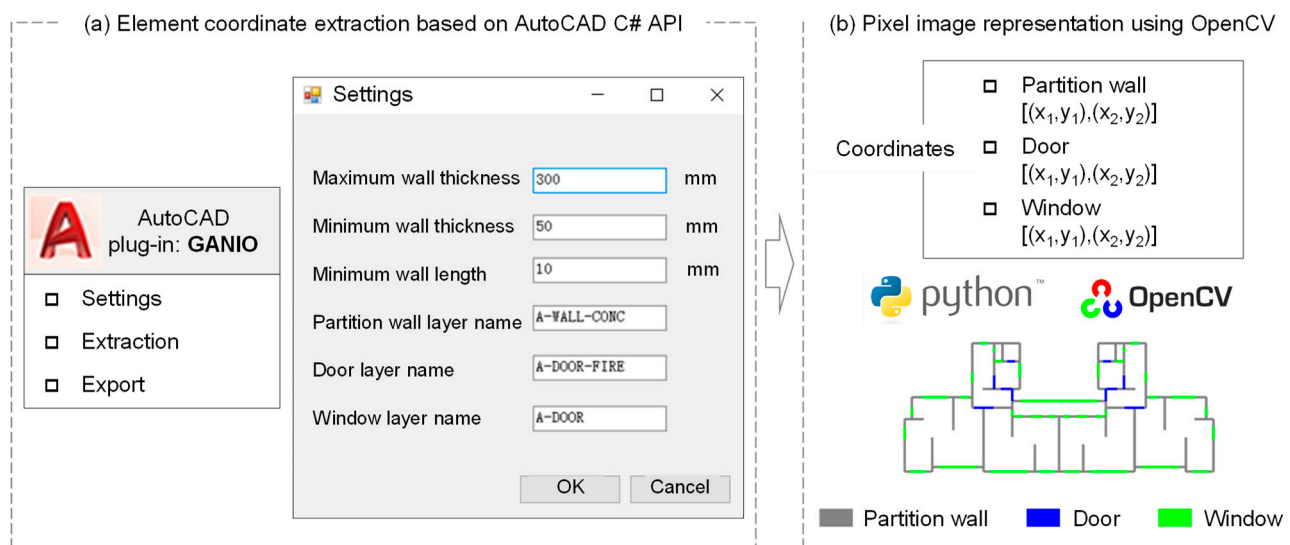 (a) Element coordinate extraction based on AutoCAD C# API
AutoCAD
plug-in: GANIO
Settings
Extraction
Export
Settings
Maximum wall thickness 300 mm
Minimum wall thickness 50 mm
Minimum wall length 10 mm
Partition wall layer name A-WALL-CONC
Door layer name A-DOOR-FIRE
Window layer name A-DOOR
OK Cancel
(b) Pixel image representation using OpenCV
Coordinates
Partition wall
[(x₁,y₁),(x₂,y₂)]
Door
[(x₁,y₁),(x₂,y₂)]
Window
[(x₁,y₁),(x₂,y₂)]
python™ OpenCV
Partition wall Door Window